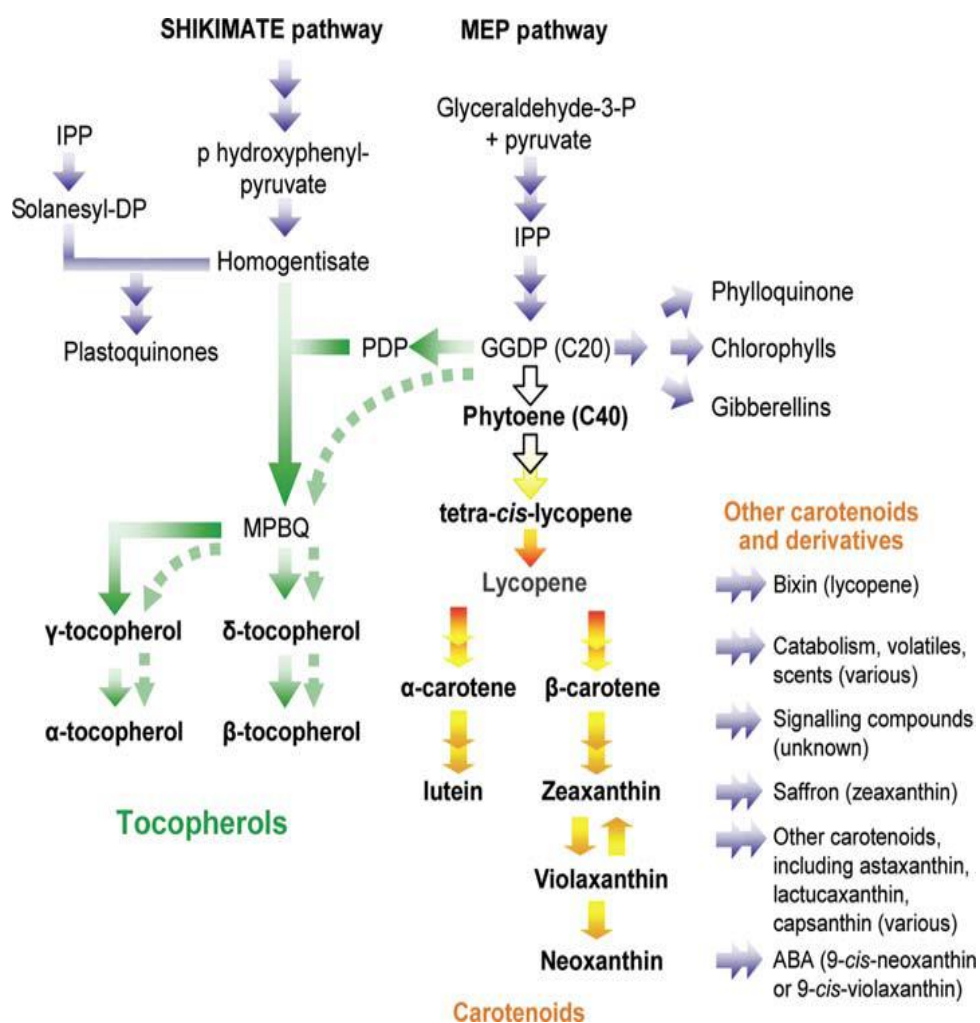 SHIKIMATE pathway
MEP pathway
Glyceraldehyde-3-P
+ pyruvate
IPP
p hydroxyphenyl-
pyruvate
Solanesyl-DP
IPP
Homogentisate
Phylloquinone
Plastoquinones
PDP
GGDP (C20)
Chlorophylls
Gibberellins
Phytoene (C40)
tetra-cis-lycopene
Other carotenoids
and derivatives
MPBQ
Lycopene
Bixin (lycopene)
γ-tocopherol
δ-tocopherol
Catabolism, volatiles,
scents (various)
α-carotene
β-carotene
α-tocopherol
β-tocopherol
Signalling compounds
(unknown)
lutein
Zeaxanthin
Saffron (zeaxanthin)
Tocopherols
Other carotenoids,
including astaxanthin,
lactucaxanthin,
capsanthin (various)
Violaxanthin
Neoxanthin
ABA (9-cis-neoxanthin
or 9-cis-violaxanthin)
Carotenoids